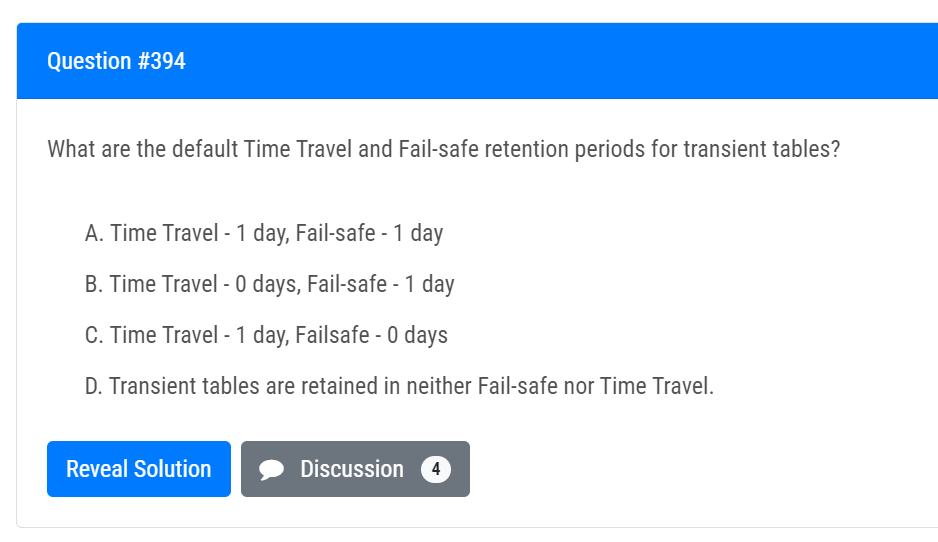 Question #394
What are the default Time Travel and Fail-safe retention periods for transient tables?
A. Time Travel - 1 day, Fail-safe - 1 day
B. Time Travel - 0 days, Fail-safe - 1 day
C. Time Travel - 1 day, Failsafe - 0 days
D. Transient tables are retained in neither Fail-safe nor Time Travel.
Reveal Solution Discussion 4